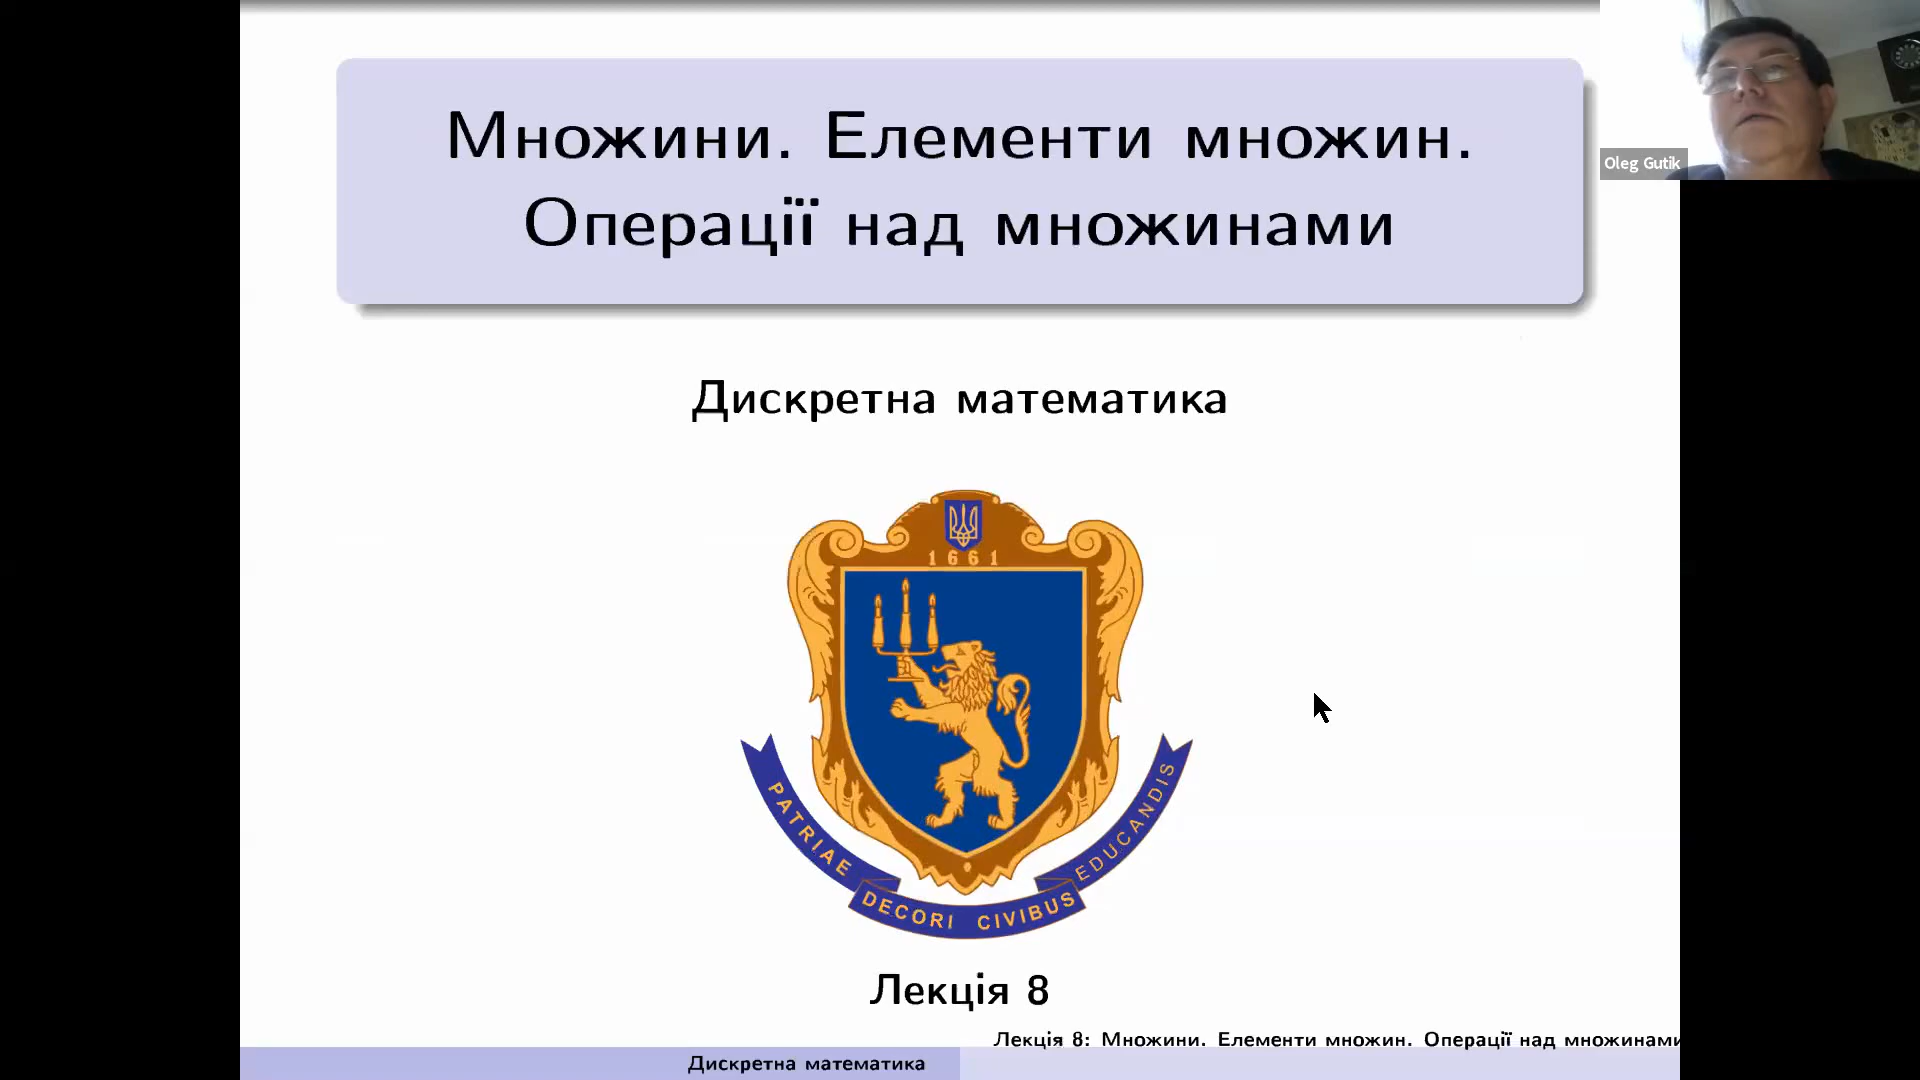 Множини. Елементи множин.
Операції над множинами
Oleg Gutik
Дискретна математика
1661
PATRIAE DECORI CIVIBUS EDUCANDIS
Лекція 8
Лекція 8: Множини. Елементи множин. Операції над множинами
Дискретна математика